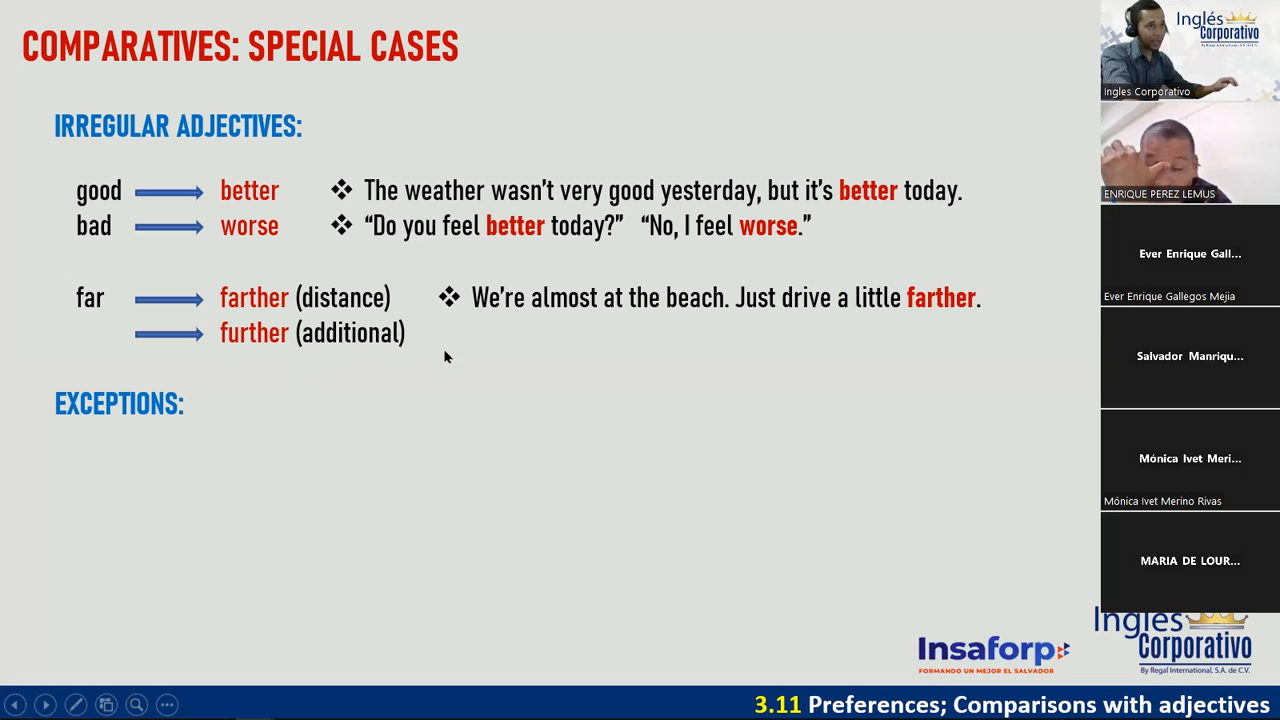 COMPARATIVES: SPECIAL CASES
IRREGULAR ADJECTIVES:
good better ❖ The weather wasn’t very good yesterday, but it’s better today.
bad worse ❖ “Do you feel better today?” “No, I feel worse.”
far farther (distance) ❖ We’re almost at the beach. Just drive a little farther.
further (additional)
EXCEPTIONS:
Inglés
Corporativo
By Regal International, S.A. de C.V.
Ingles Corporativo
ENRIQUE PEREZ LEMUS
Ever Enrique Gall...
Ever Enrique Gallegos Mejia
Salvador Manriqu...
Mónica Ivet Meri...
Mónica Ivet Merino Rivas
MARIA DE LOUR...
Insaforp
FORMANDO UN MEJOR EL SALVADOR
Inglés
Corporativo
By Regal International, S.A. de C.V.
3.11 Preferences; Comparisons with adjectives